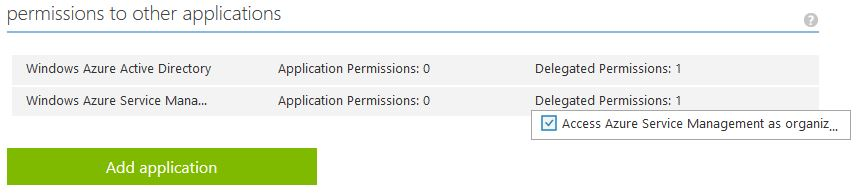 permissions to other applications
?
Windows Azure Active Directory Application Permissions: 0 Delegated Permissions: 1
Windows Azure Service Mana... Application Permissions: 0 Delegated Permissions: 1
Access Azure Service Management as organiz...
Add application